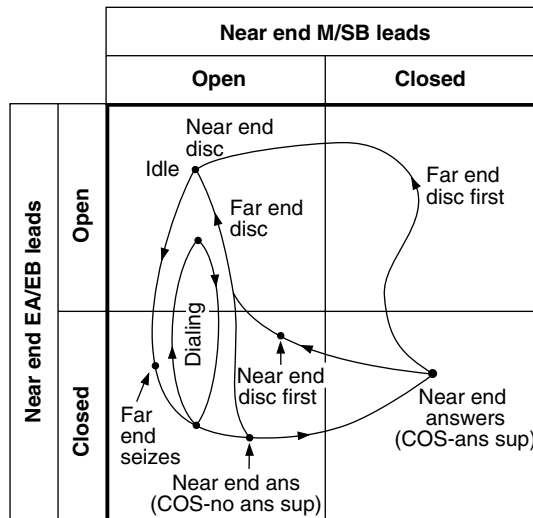 Near end M/SB leads
Open
Closed
Near end EA/EB leads
Open
Closed
Near end
disc
Idle
Far end
disc
Far end
disc first
Dialing
Far
end
seizes
Near end
disc first
Near end
answers
(COS-ans sup)
Near end ans
(COS-no ans sup)